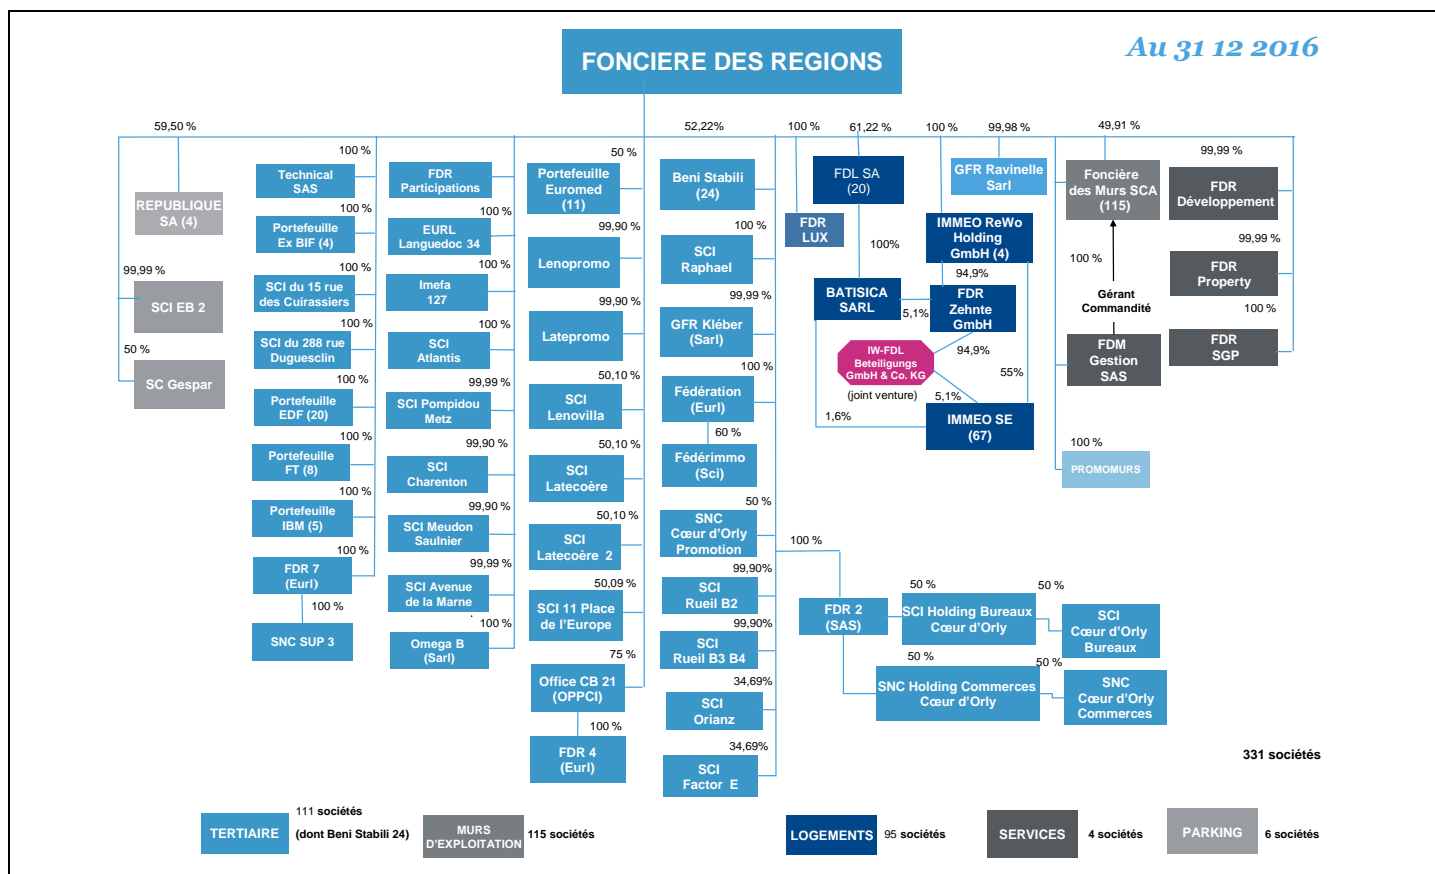 FONCIERE DES REGIONS
Au 31 12 2016
59,50 %
52,22%
100 %
61,22 %
100 %
99,98 %
49,91 %
REPUBLIQUE
SA (4)
99,99 %
SCI EB 2
50 %
SC Gespar
100 %
Technical
SAS
100 %
Portefeuille
Ex BIF (4)
100 %
SCI du 15 rue
des Cuirassiers
100 %
SCI du 288 rue
Duguesclin
100 %
Portefeuille
EDF (20)
100 %
Portefeuille
FT (8)
100 %
Portefeuille
IBM (5)
100 %
FDR 7
(Eurl)
100 %
SNC SUP 3
FDR
Participations
100 %
EURL
Languedoc 34
100 %
Imefa
127
100 %
SCI
Atlantis
99,99 %
SCI Pompidou
Metz
99,90 %
SCI
Charenton
99,90 %
SCI Meudon
Saulnier
99,99 %
SCI Avenue
de la Marne
100 %
Omega B
(Sarl)
50 %
Portefeuille
Euromed
(11)
99,90 %
Lenopromo
99,90 %
Latepromo
50,10 %
SCI
Lenovilla
50,10 %
SCI
Latecoère
50,10 %
SCI
Latecoère 2
50,09 %
SCI 11 Place
de l'Europe
75 %
Office CB 21
(OPPCI)
100 %
FDR 4
(Eurl)
Beni Stabili
(24)
100 %
SCI
Raphael
99,99 %
GFR Kléber
(Sarl)
100 %
Fédération
(Eurl)
60 %
Fédérimmo
(Sci)
50 %
SNC
Cœur d'Orly
Promotion
99,90%
SCI
Rueil B2
99,90%
SCI
Rueil B3 B4
34,69%
SCI
Orianz
34,69%
SCI
Factor E
100 %
FDR 2
(SAS)
50 %
SCI Holding Bureaux
Cœur d'Orly
50 %
SCI
Cœur d'Orly
Bureaux
50 %
SNC Holding Commerces
Cœur d'Orly
50 %
SNC
Cœur d'Orly
Commerces
FDR
LUX
FDL SA
(20)
100%
BATISICA
SARL
IMMEO ReWo
Holding
GmbH (4)
94,9%
5,1%
FDR
Zehnte
GmbH
IW-FDL
Beteiligungs
GmbH & Co. KG
(joint venture)
94,9%
55%
5,1%
1,6%
IMMEO SE
(67)
GFR Ravinelle
Sarl
Foncière
des Murs SCA
(115)
100 %
Gérant
Commandité
FDM
Gestion
SAS
100 %
PROMOMURS
99,99 %
FDR
Développement
99,99 %
FDR
Property
100 %
FDR
SGP
331 sociétés
TERTIAIRE
111 sociétés
(dont Beni Stabili 24)
MURS
D'EXPLOITATION
115 sociétés
LOGEMENTS
95 sociétés
SERVICES
4 sociétés
PARKING
6 sociétés